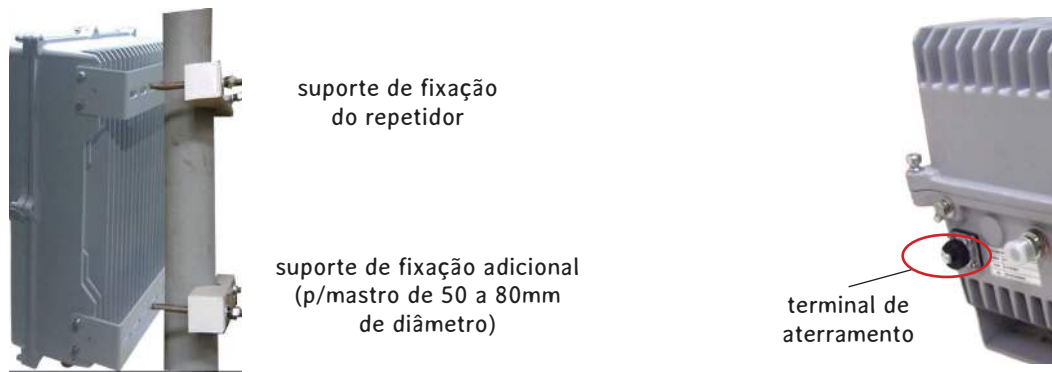 suporte de fixação
do repetidor
suporte de fixação adicional
(p/mastro de 50 a 80mm
de diâmetro)
terminal de
aterramento